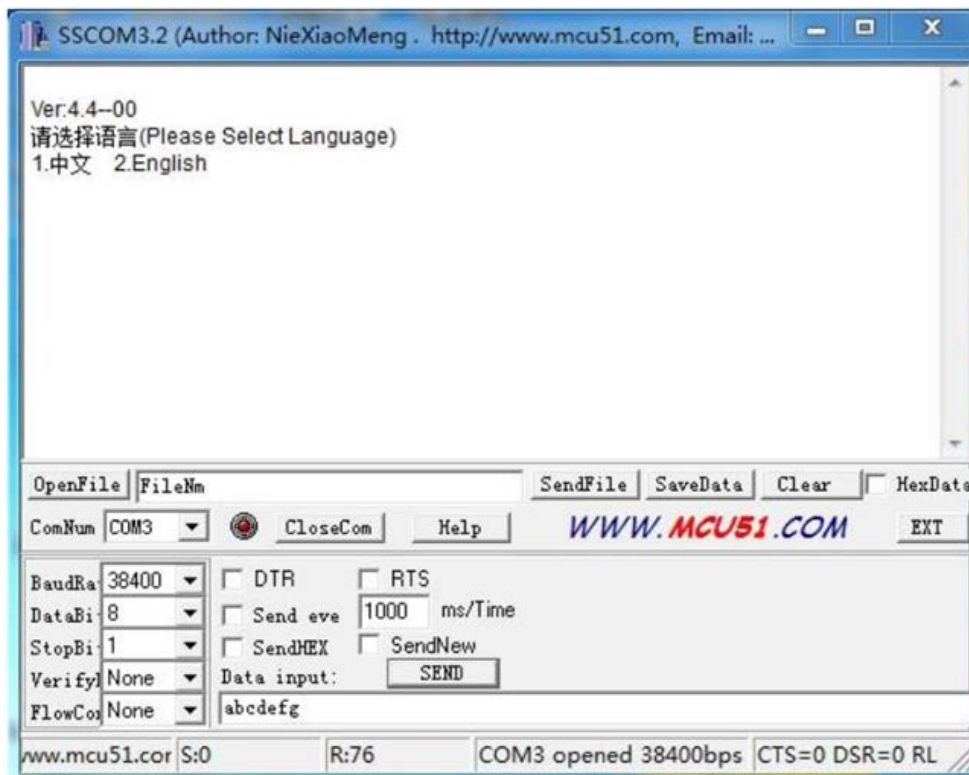 SSCOM3.2 (Author: NieXiaoMeng . http://www.mcu51.com, Email: ...
Ver:4.4--00
请选择语言(Please Select Language)
1.中文 2.English
OpenFile FileNm SendFile SaveData Clear HexData
ComNum COM3 CloseCom Help WWW.MCU51.COM EXT
BaudRa 38400 DTR RTS
DataBi 8 Send eve 1000 ms/Time
StopBi 1 SendHEX SendNew
Verify None Data input: SEND
FlowCo None abcdefg
www.mcu51.cor S:0 R:76 COM3 opened 38400bps CTS=0 DSR=0 RL